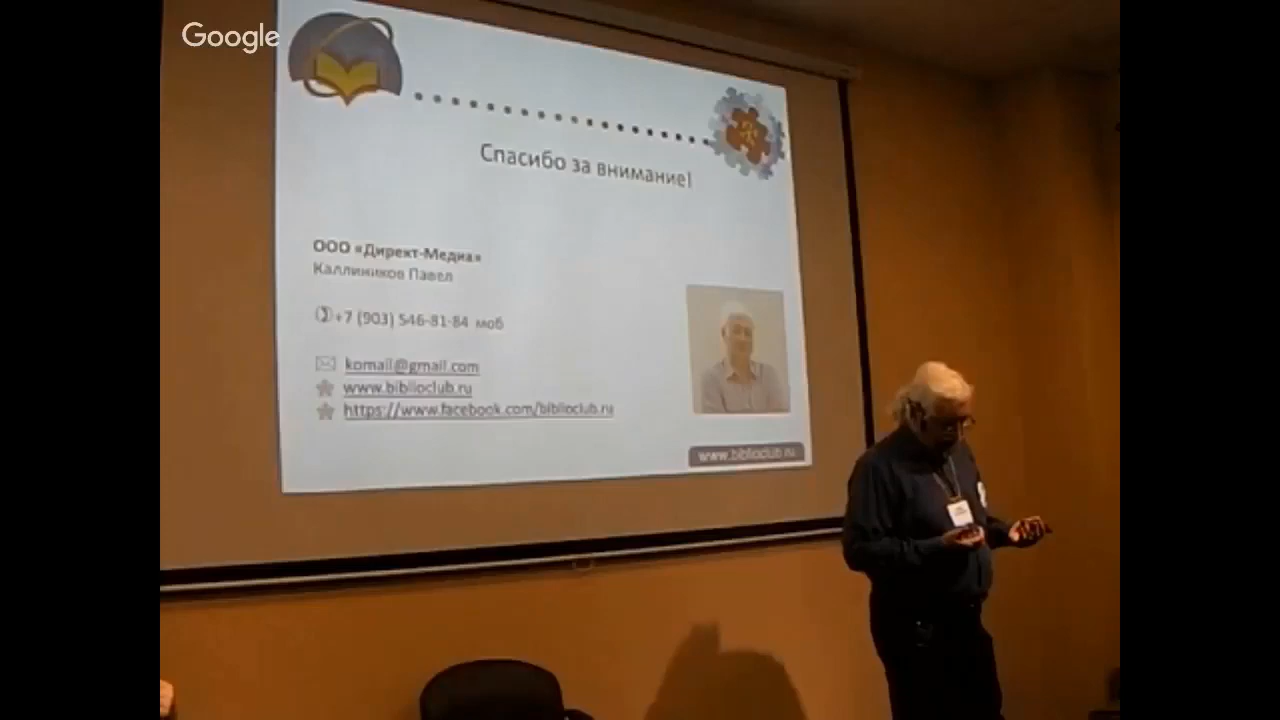 Google
Спасибо за внимание!
ООО «Директ-Медиа»
Каллиников Павел
+7 (903) 546-81-84 моб
komail@gmail.com
www.biblioclub.ru
https://www.facebook.com/biblioclub.ru
www.biblioclub.ru